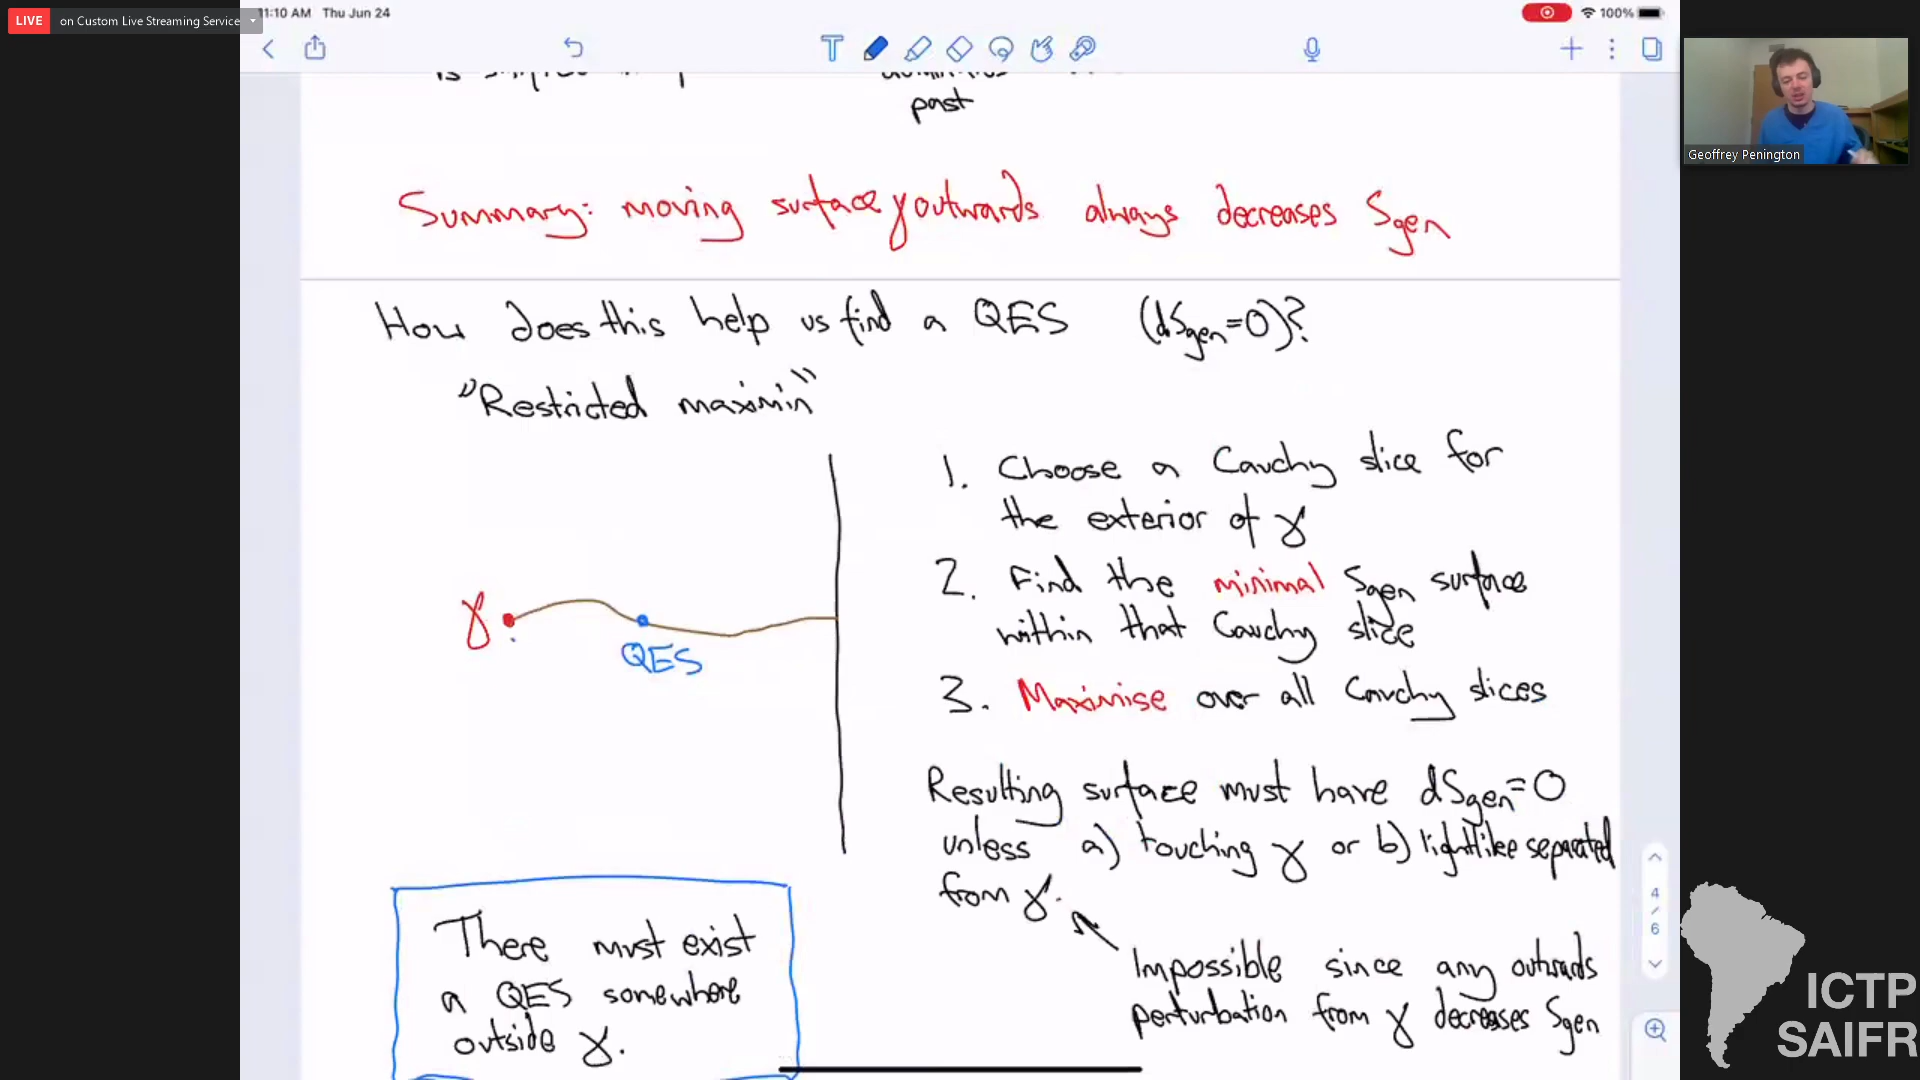 LIVE on Custom Live Streaming Service
11:10 AM Thu Jun 24
100%
Geoffrey Penington
past
Summary: moving surface γ outwards always decreases Sgen
How does this help us find a QES (dSgen=0)?
"Restricted maximin"
1. Choose a Cauchy slice for
the exterior of γ
2. Find the minimal Sgen surface
within that Cauchy slice
3. Maximise over all Cauchy slices
γ
QES
Resulting surface must have dSgen=0
unless a) touching γ or b) lightlike separated
from γ.
Impossible since any outwards
perturbation from γ decreases Sgen
There must exist
a QES somewhere
outside γ.
4
/
6
ICTP
SAIFR